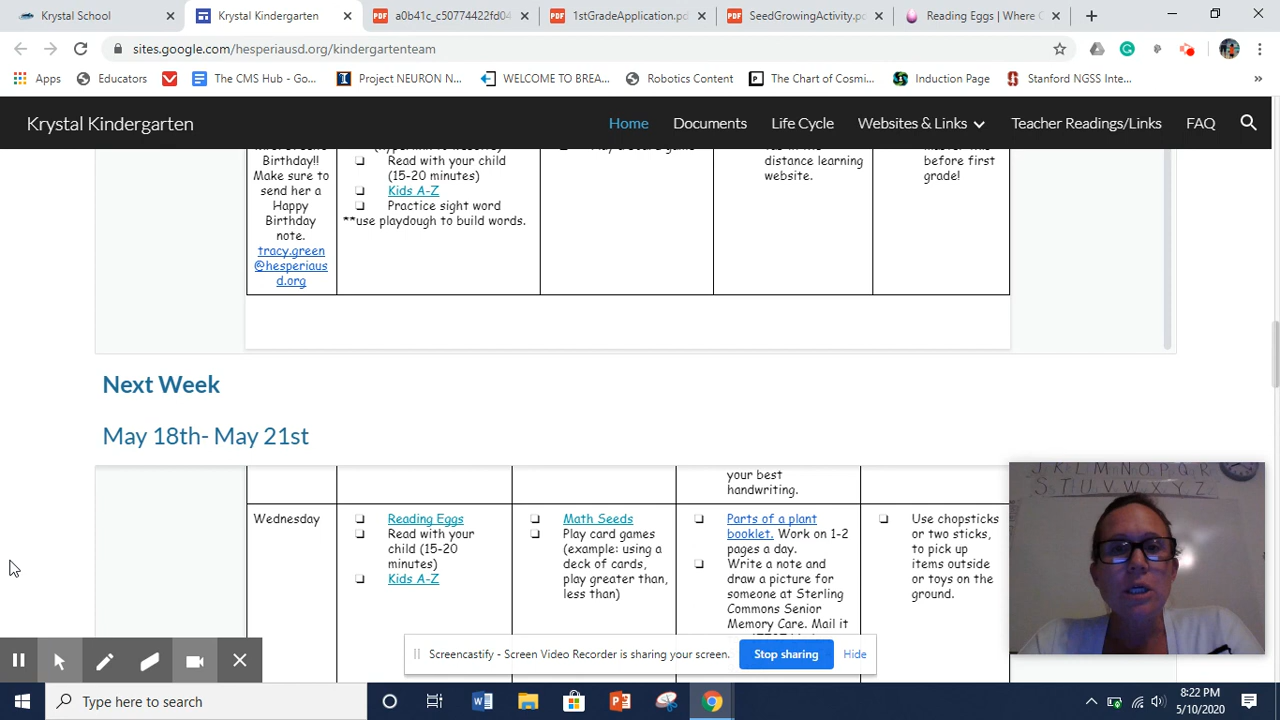 Krystal School
Krystal Kindergarten
a0b41c_c50774422fd04
1stGradeApplication.pd
SeedGrowingActivity.pd
Reading Eggs | Where C
sites.google.com/hesperiausd.org/kindergartenteam
Apps
Educators
The CMS Hub - Go...
Project NEURON N...
WELCOME TO BREA...
Robotics Content
The Chart of Cosmi...
Induction Page
Stanford NGSS Inte...
Krystal Kindergarten
Home
Documents
Life Cycle
Websites & Links
Teacher Readings/Links
FAQ
Birthday!!
Make sure to
send her a
Happy
Birthday
note.
tracy.green
@hesperiaus
d.org
Read with your child
(15-20 minutes)
Kids A-Z
Practice sight word
**use playdough to build words.
distance learning
website.
before first
grade!
Next Week
May 18th- May 21st
your best
handwriting.
Wednesday
Reading Eggs
Read with your
child (15-20
minutes)
Kids A-Z
Math Seeds
Play card games
(example: using a
deck of cards,
play greater than,
less than)
Parts of a plant
booklet. Work on 1-2
pages a day.
Write a note and
draw a picture for
someone at Sterling
Commons Senior
Memory Care. Mail it
Use chopsticks
or two sticks,
to pick up
items outside
or toys on the
ground.
J K L M N O P Q R
S T U V W X Y Z
Screencastify - Screen Video Recorder is sharing your screen.
Stop sharing
Hide
Type here to search
8:22 PM
5/10/2020